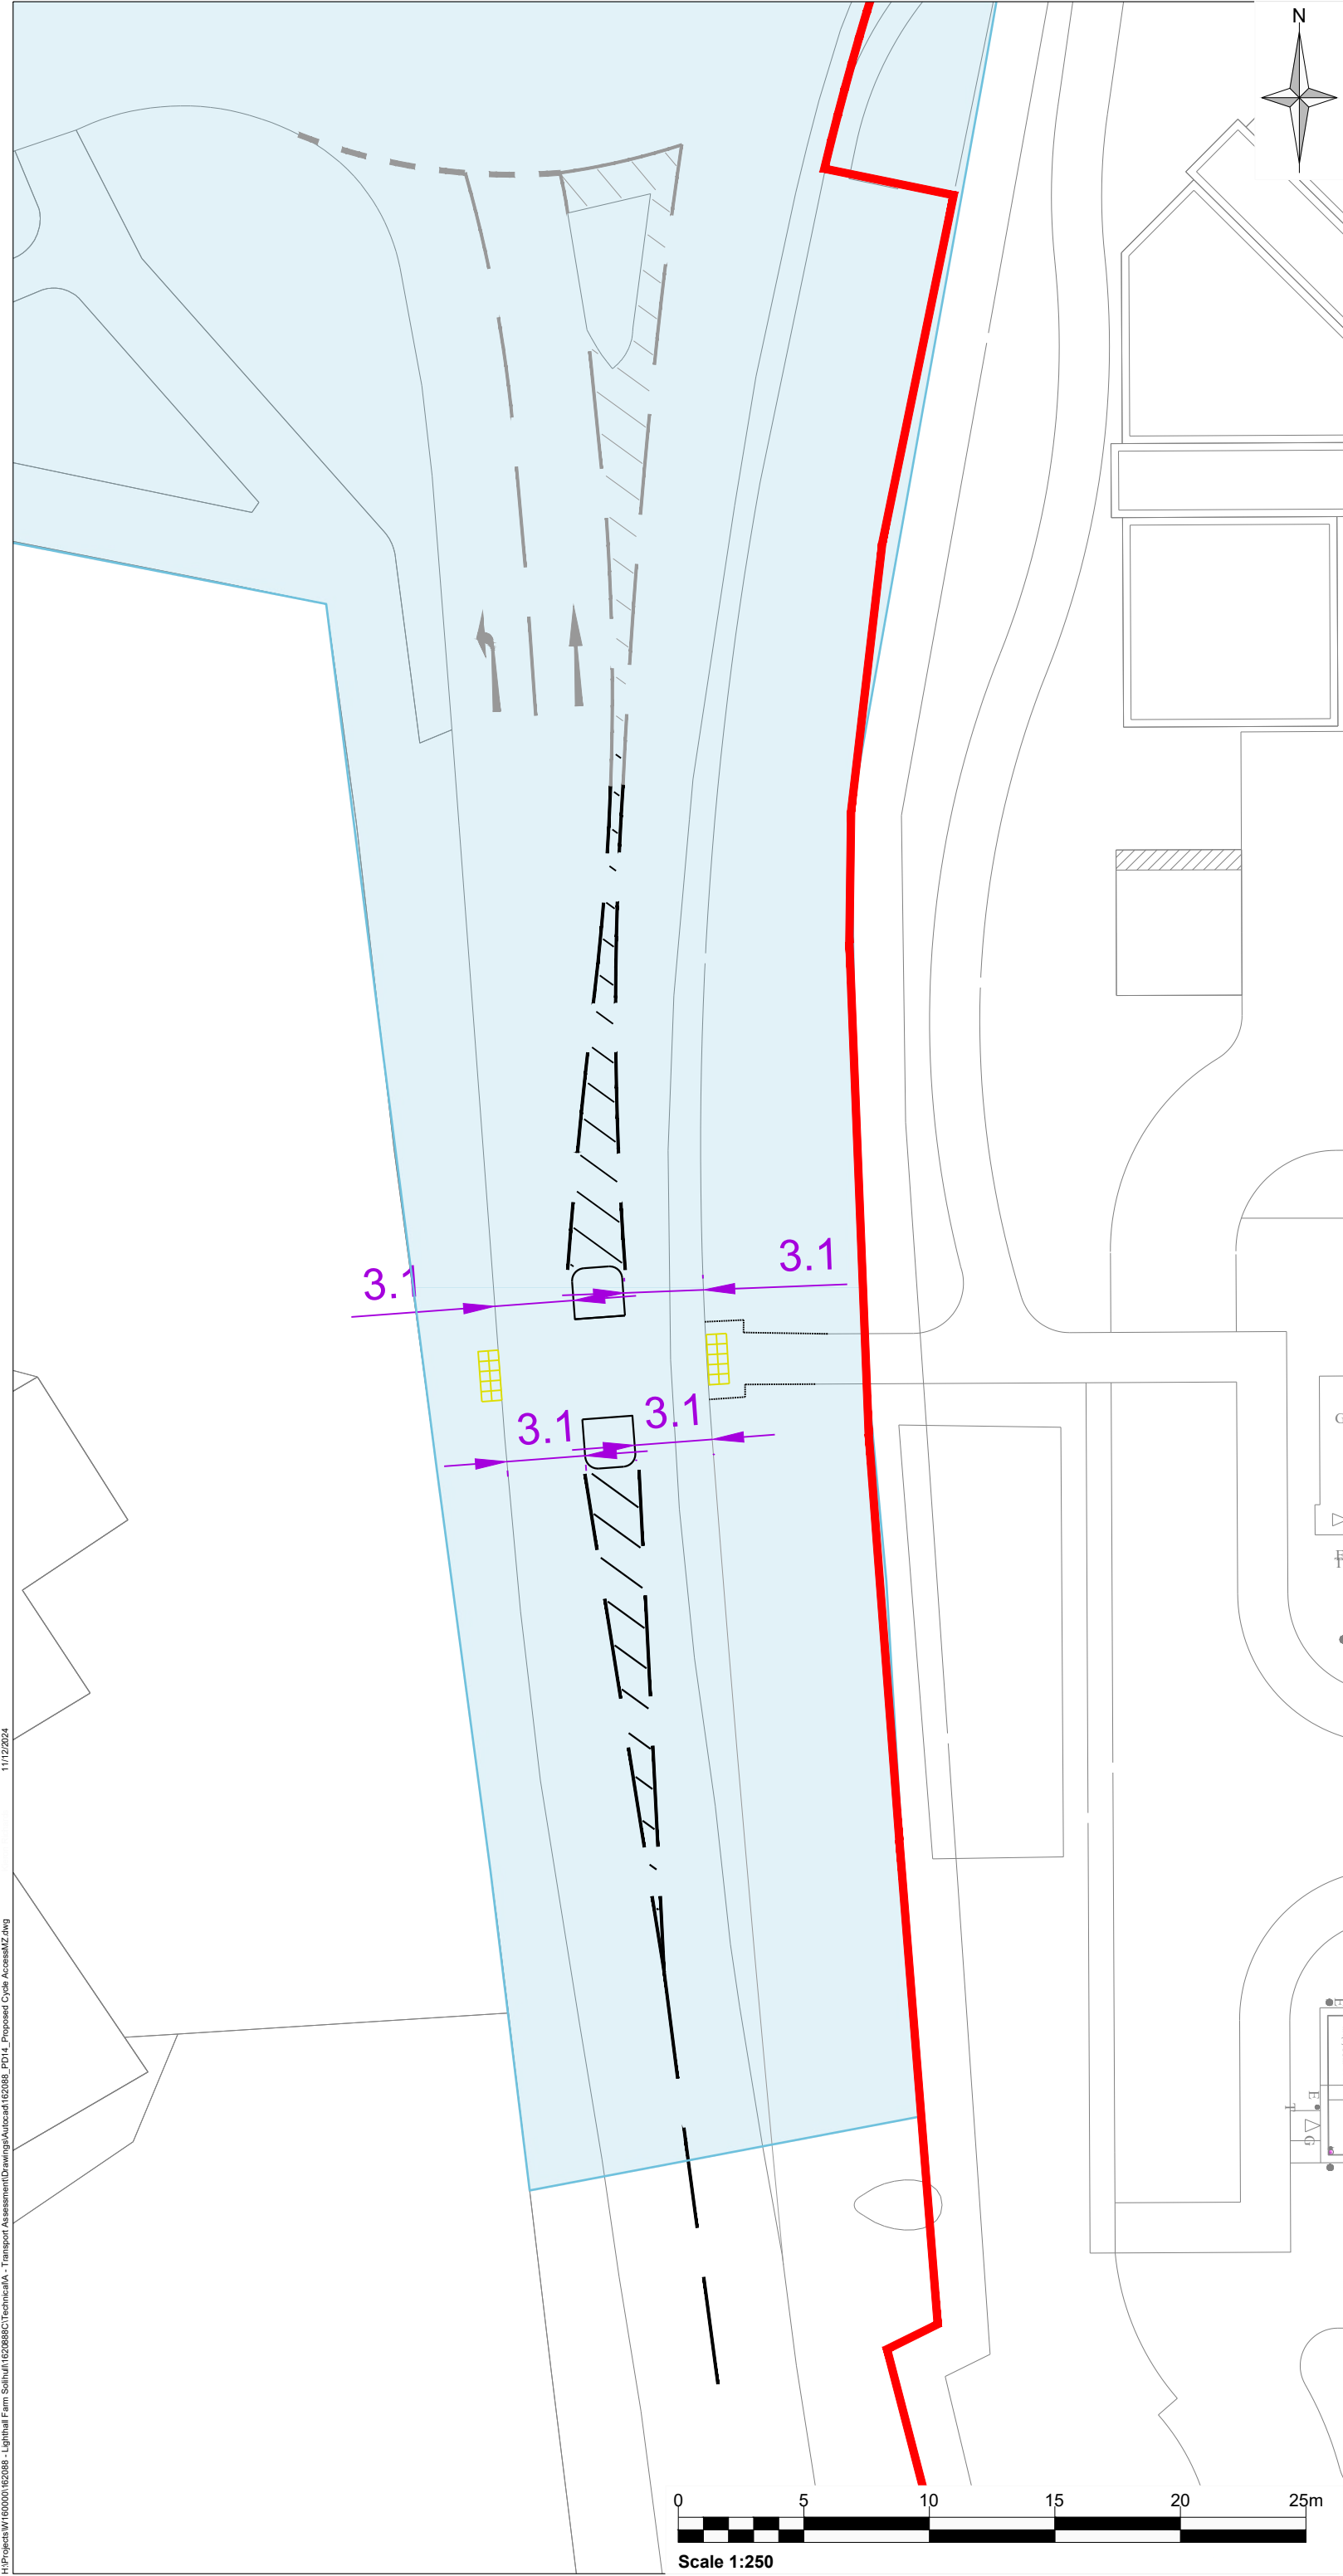 N
3.1
3.1
3.1
3.1
G
E
T
E
E
T
G
11/12/2024
H:\Projects\W160000\162088 - Lighthall Farm Solihull\162088C\Technical\A - Transport Assessment\Drawings\Autocad\162088_PD14_Proposed Cycle AccessMZ.dwg
0 5 10 15 20 25m
Scale 1:250